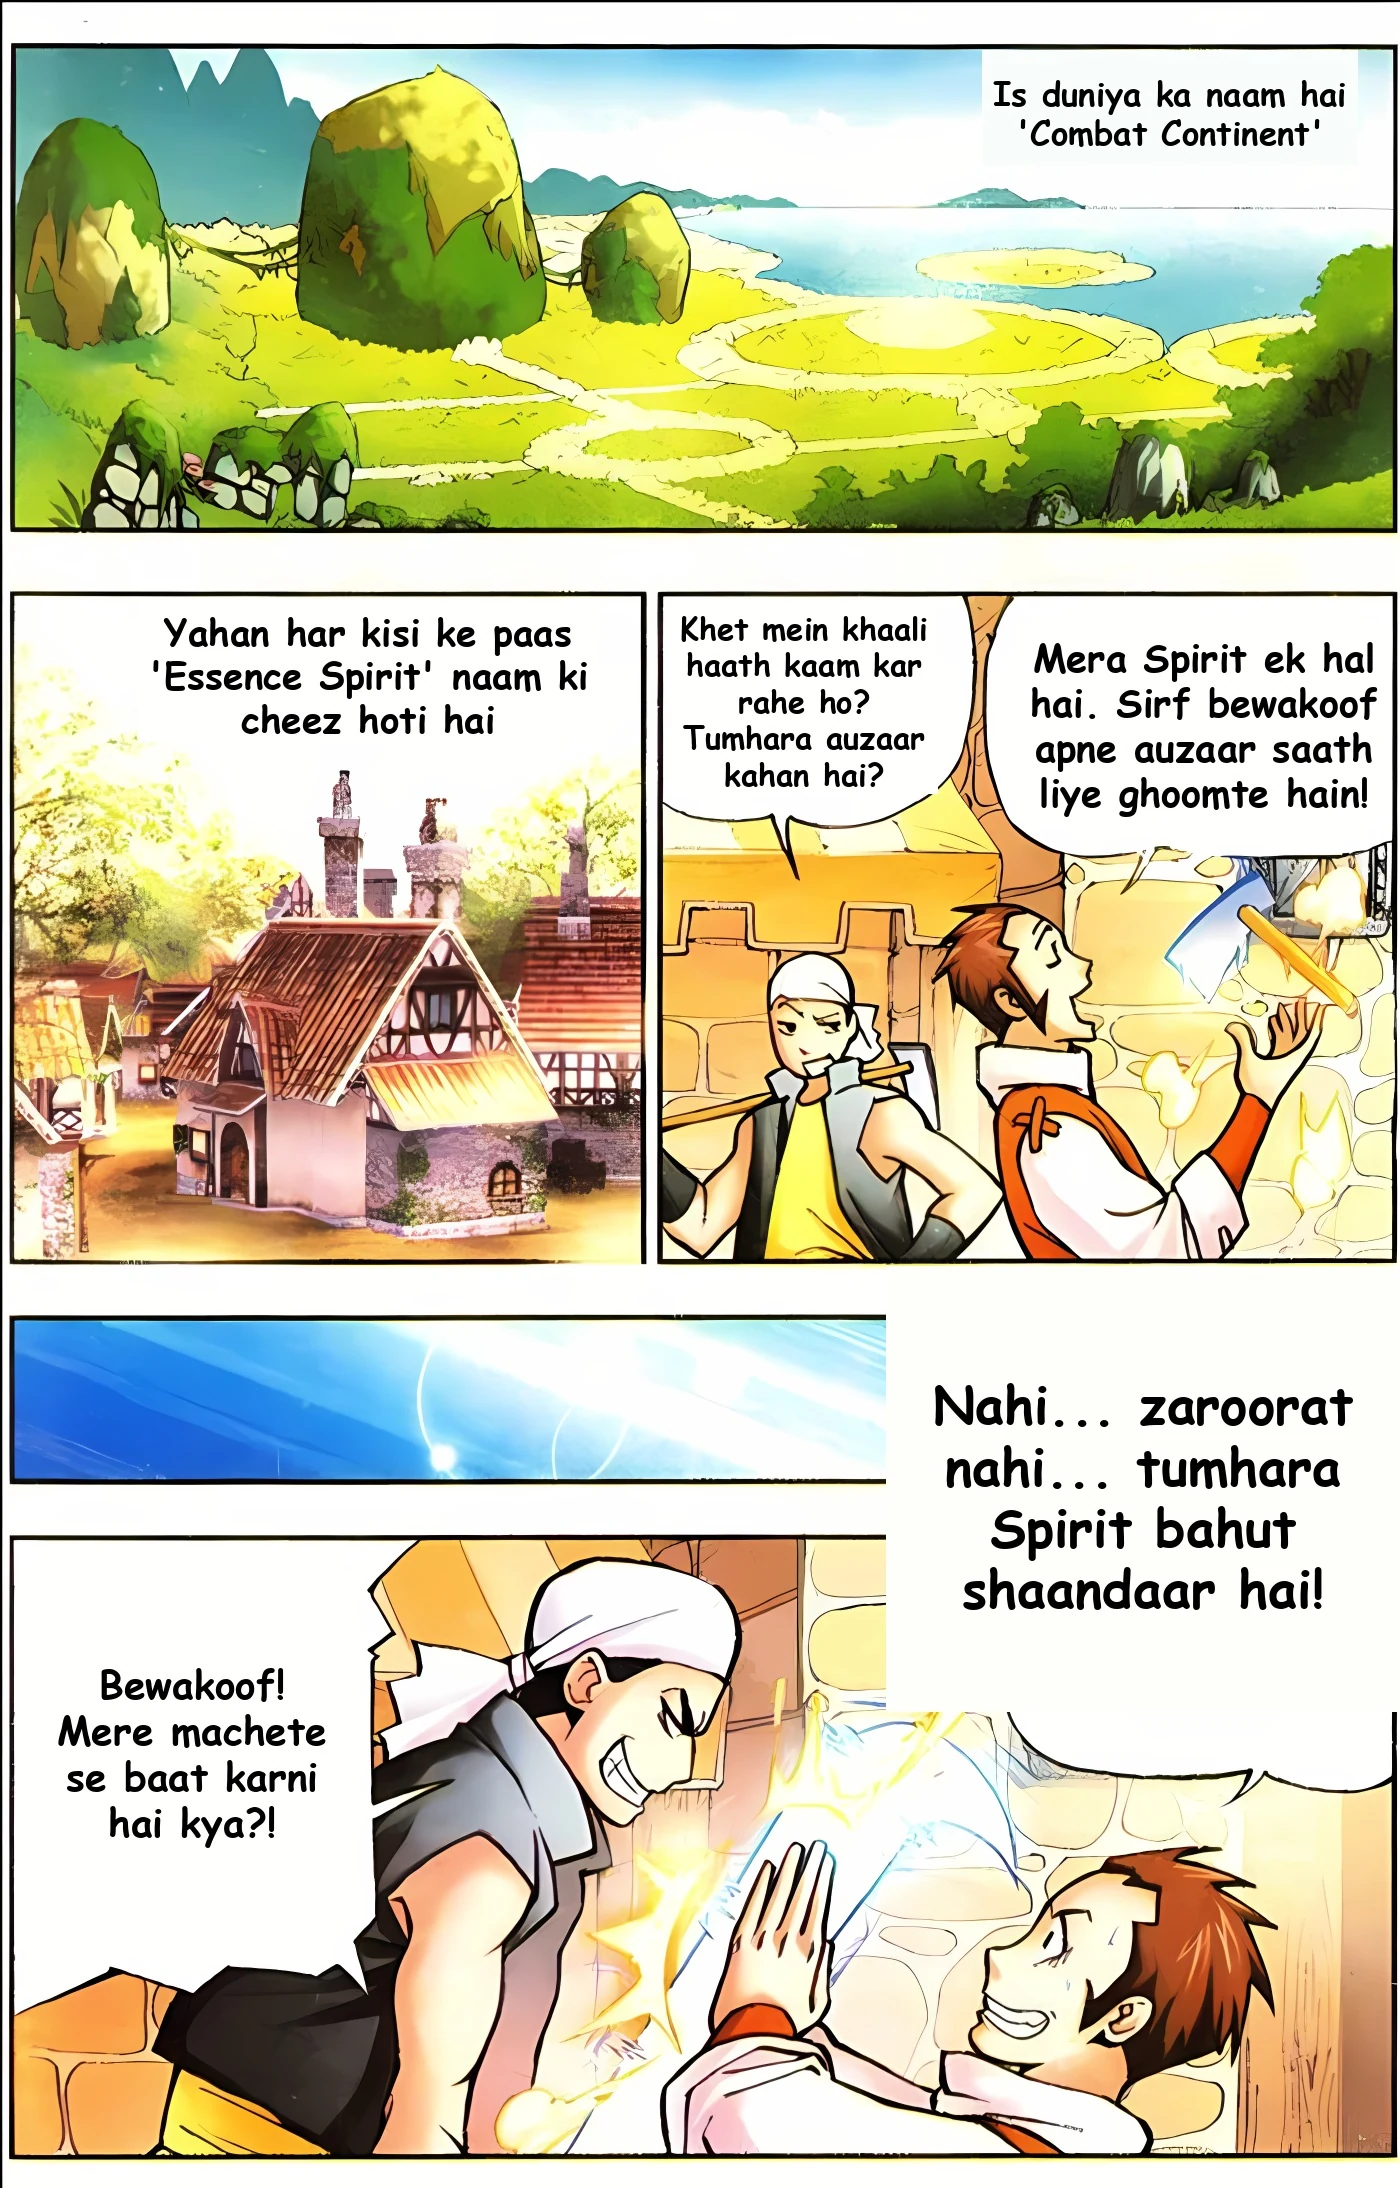 Is duniya ka naam hai
'Combat Continent'
Yahan har kisi ke paas
'Essence Spirit' naam ki
cheez hoti hai
Khet mein khaali
haath kaam kar
rahe ho?
Tumhara auzaar
kahan hai?
Mera Spirit ek hal
hai. Sirf bewakoof
apne auzaar saath
liye ghoomte hain!
Nahi... zaroorat
nahi... tumhara
Spirit bahut
shaandaar hai!
Bewakoof!
Mere machete
se baat karni
hai kya?!